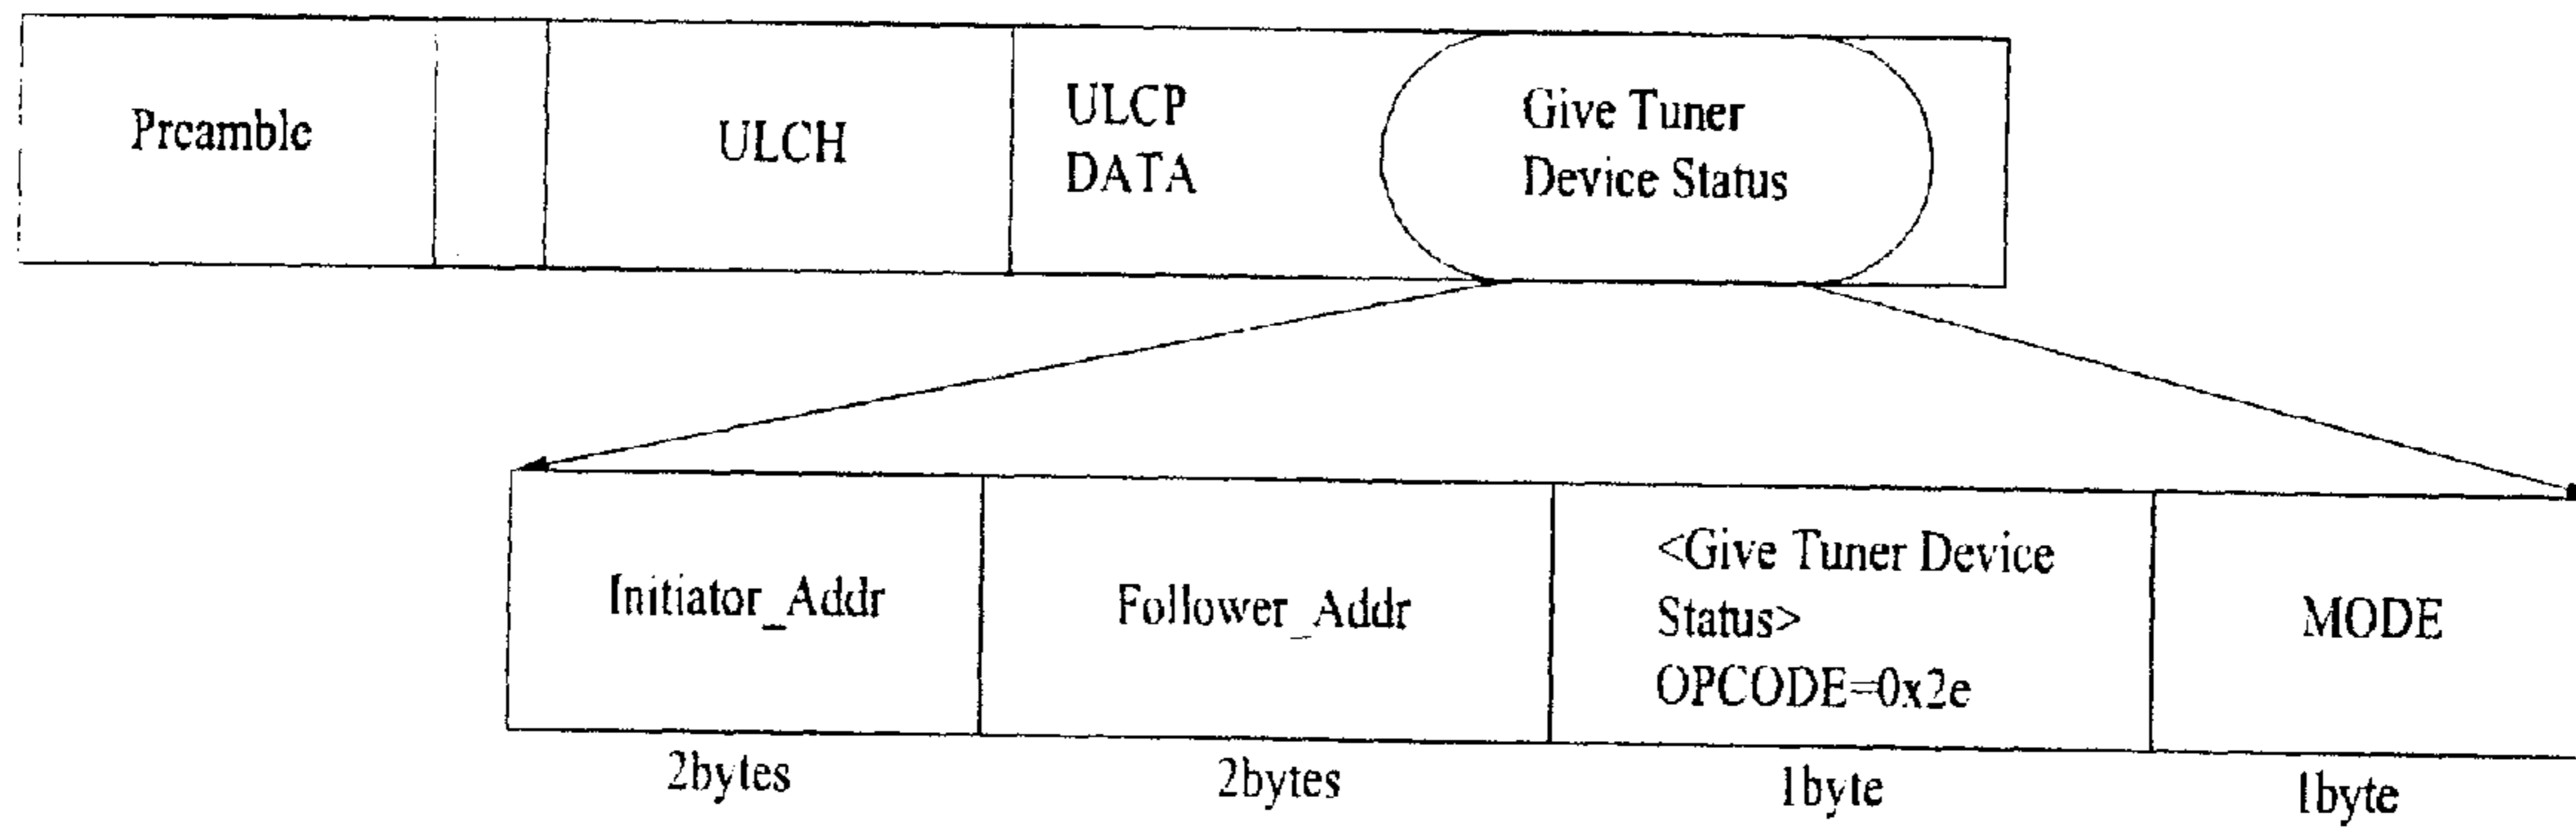 Preamble
ULCH
ULCP
DATA
Give Tuner
Device Status
Initiator_Addr
Follower_Addr
<Give Tuner Device
Status>
OPCODE=0x2e
MODE
2bytes
2bytes
1byte
1byte